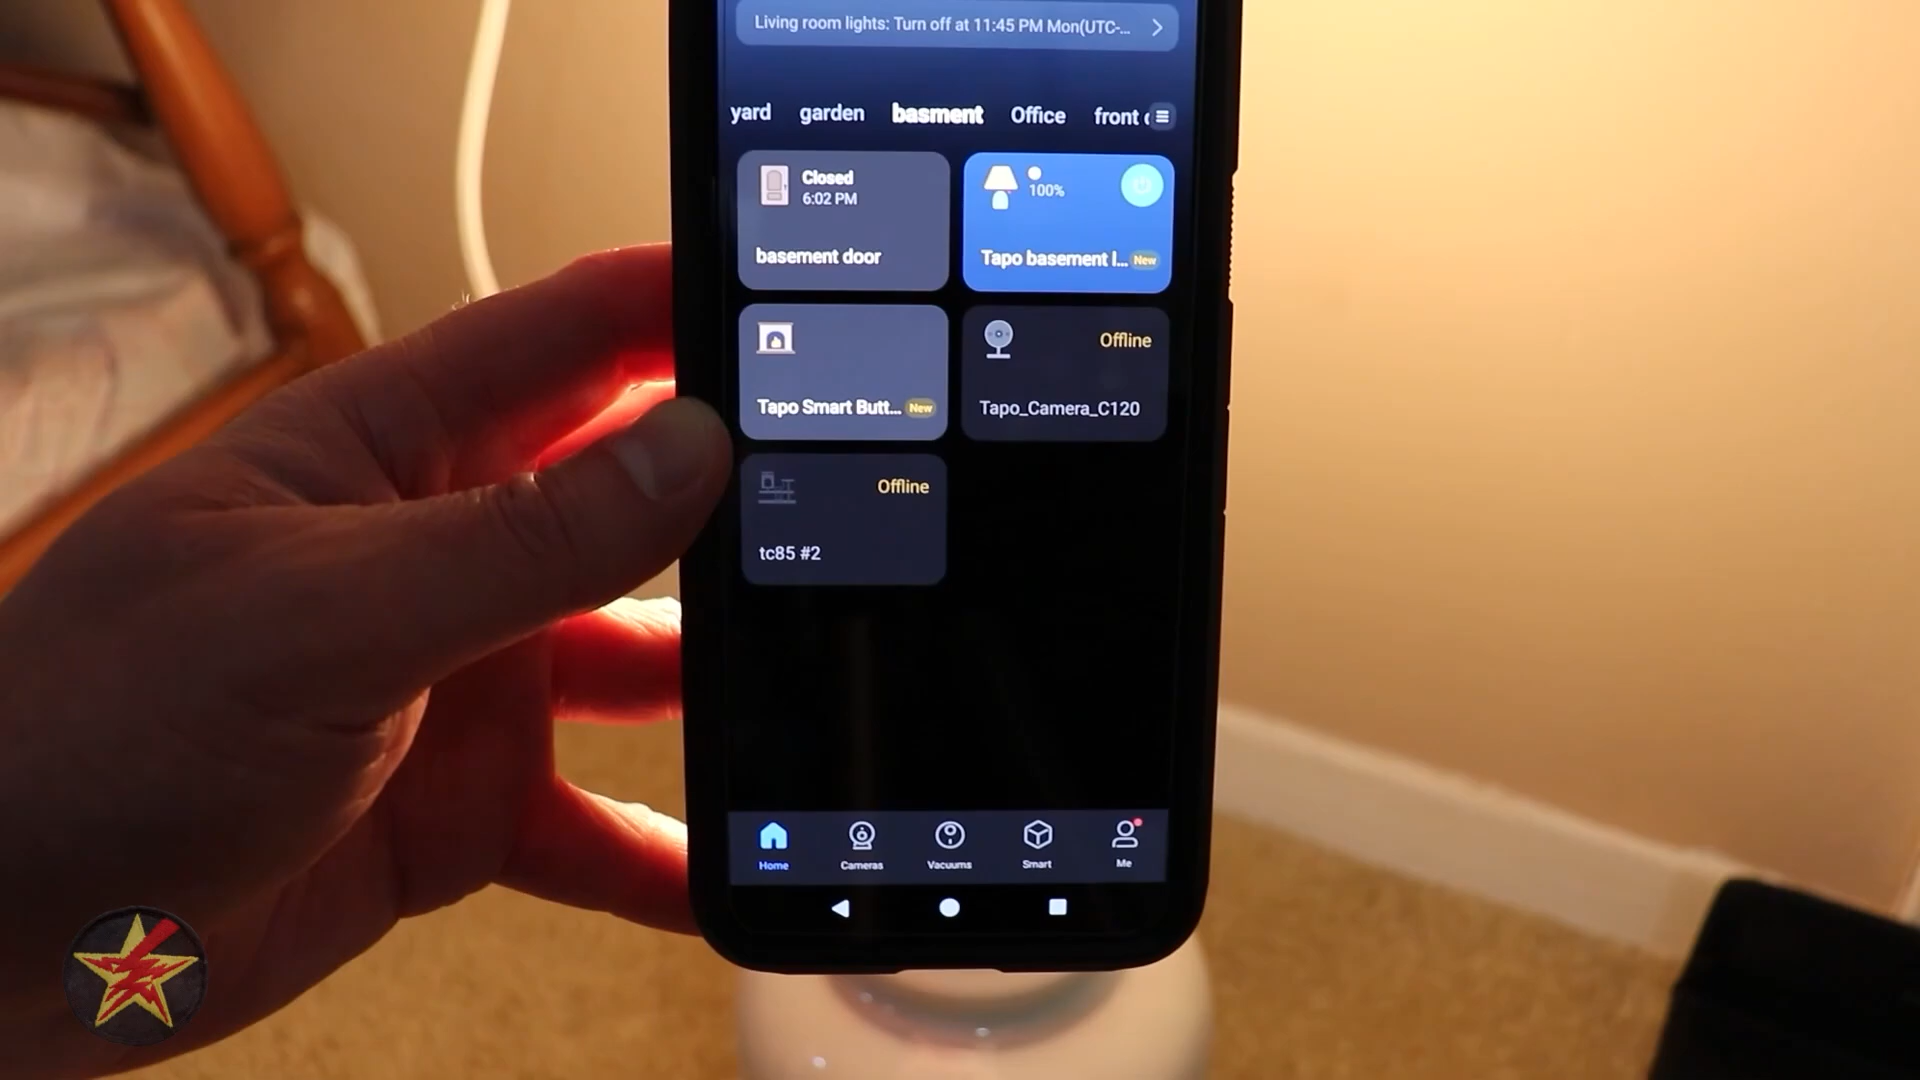 Living room lights: Turn off at 11:45 PM Mon(UTC-...
yard garden basment Office front
Closed
6:02 PM
basement door
100%
Tapo basement l... New
Tapo Smart Butt... New
Offline
Tapo_Camera_C120
Offline
tc85 #2
Home Cameras Vacuums Smart Me